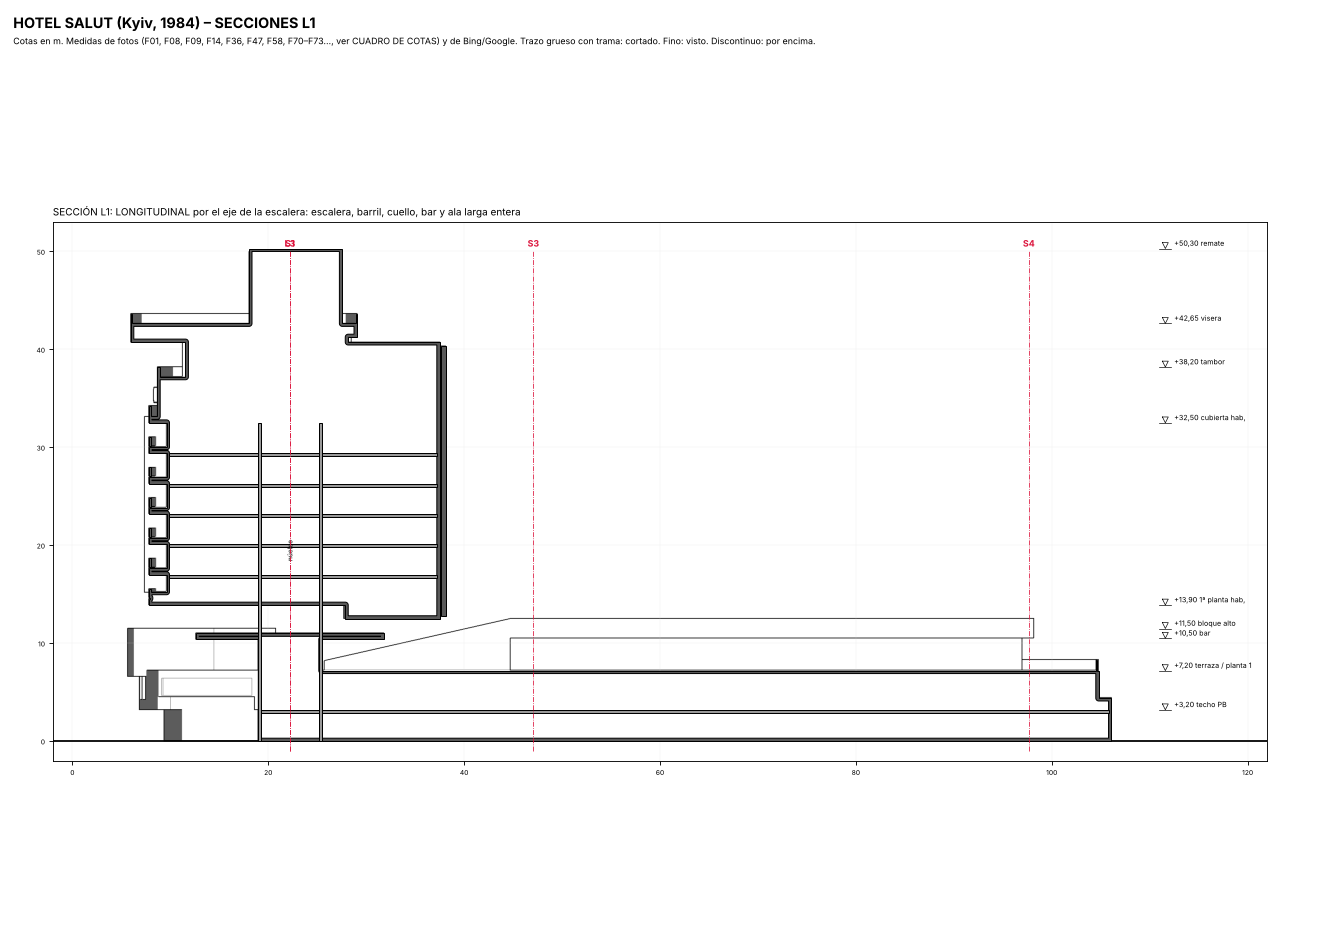 HOTEL SALUT (Kyiv, 1984) – SECCIONES L1
Cotas en m. Medidas de fotos (F01, F08, F09, F14, F36, F47, F58, F70–F73..., ver CUADRO DE COTAS) y de Bing/Google. Trazo grueso con trama: cortado. Fino: visto. Discontinuo: por encima.
SECCIÓN L1: LONGITUDINAL por el eje de la escalera: escalera, barril, cuello, bar y ala larga entera
S3
S4
+50,30 remate
50
+42,65 visera
40
+38,20 tambor
+32,50 cubierta hab,
30
20
+13,90 1ª planta hab,
+11,50 bloque alto
+10,50 bar
10
+7,20 terraza / planta 1
+3,20 techo PB
0
0
20
40
60
80
100
120